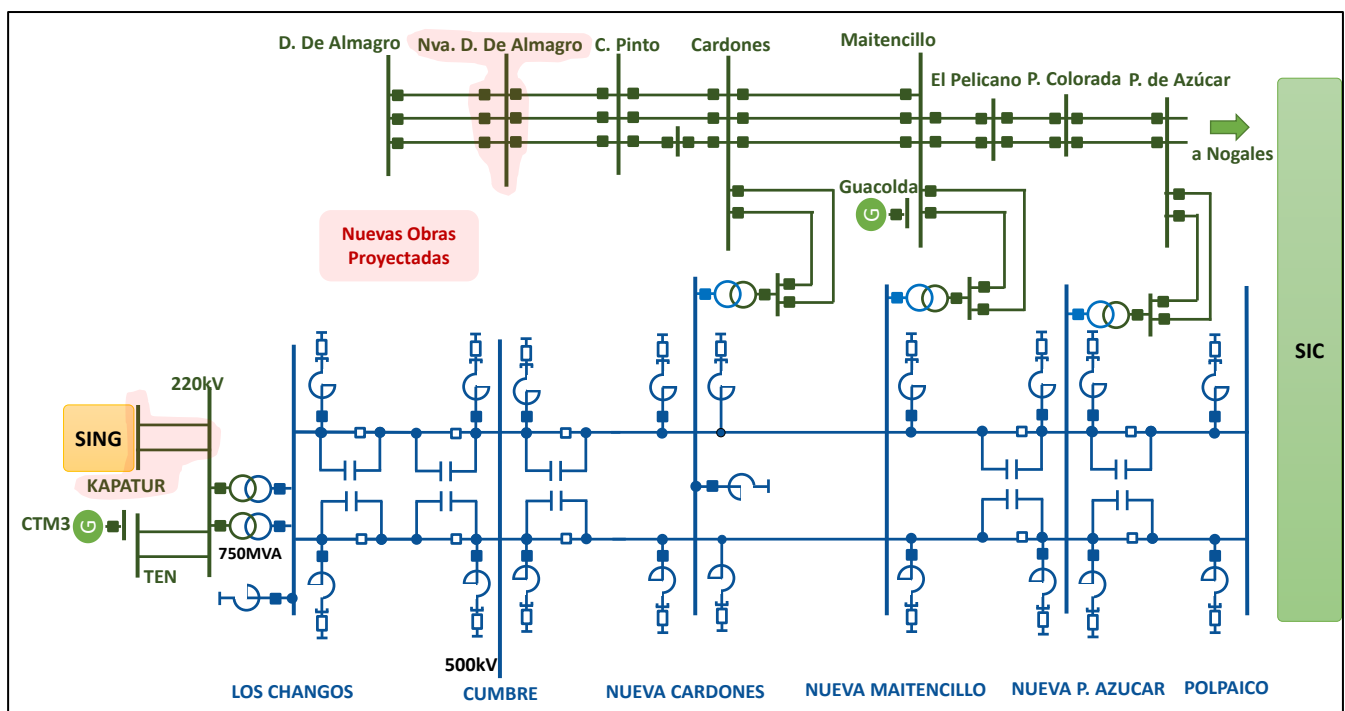 D. De Almagro
Nva. D. De Almagro
C. Pinto
Cardones
Maitencillo
El Pelicano
P. Colorada
P. de Azúcar
a Nogales
Guacolda
G
Nuevas Obras
Proyectadas
SIC
220kV
SING
KAPATUR
CTM3
G
750MVA
TEN
500kV
LOS CHANGOS
CUMBRE
NUEVA CARDONES
NUEVA MAITENCILLO
NUEVA P. AZUCAR
POLPAICO